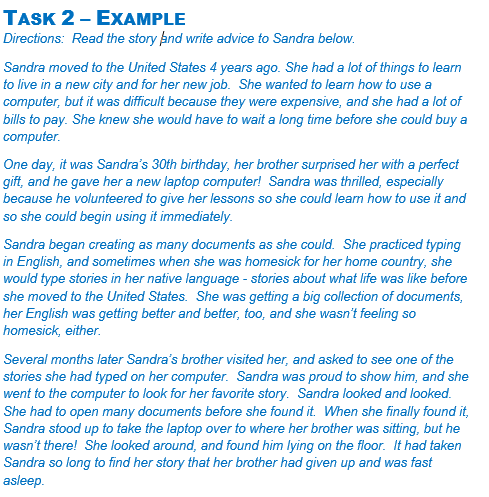 TASK 2 – EXAMPLE
Directions:  Read the story and write advice to Sandra below.
Sandra moved to the United States 4 years ago. She had a lot of things to learn
to live in a new city and for her new job.  She wanted to learn how to use a
computer, but it was difficult because they were expensive, and she had a lot of
bills to pay. She knew she would have to wait a long time before she could buy a
computer.
One day, it was Sandra’s 30th birthday, her brother surprised her with a perfect
gift, and he gave her a new laptop computer!  Sandra was thrilled, especially
because he volunteered to give her lessons so she could learn how to use it and
so she could begin using it immediately.
Sandra began creating as many documents as she could.  She practiced typing
in English, and sometimes when she was homesick for her home country, she
would type stories in her native language - stories about what life was like before
she moved to the United States.  She was getting a big collection of documents,
her English was getting better and better, too, and she wasn’t feeling so
homesick, either.
Several months later Sandra’s brother visited her, and asked to see one of the
stories she had typed on her computer.  Sandra was proud to show him, and she
went to the computer to look for her favorite story.  Sandra looked and looked.
She had to open many documents before she found it.  When she finally found it,
Sandra stood up to take the laptop over to where her brother was sitting, but he
wasn’t there!  She looked around, and found him lying on the floor.  It had taken
Sandra so long to find her story that her brother had given up and was fast
asleep.